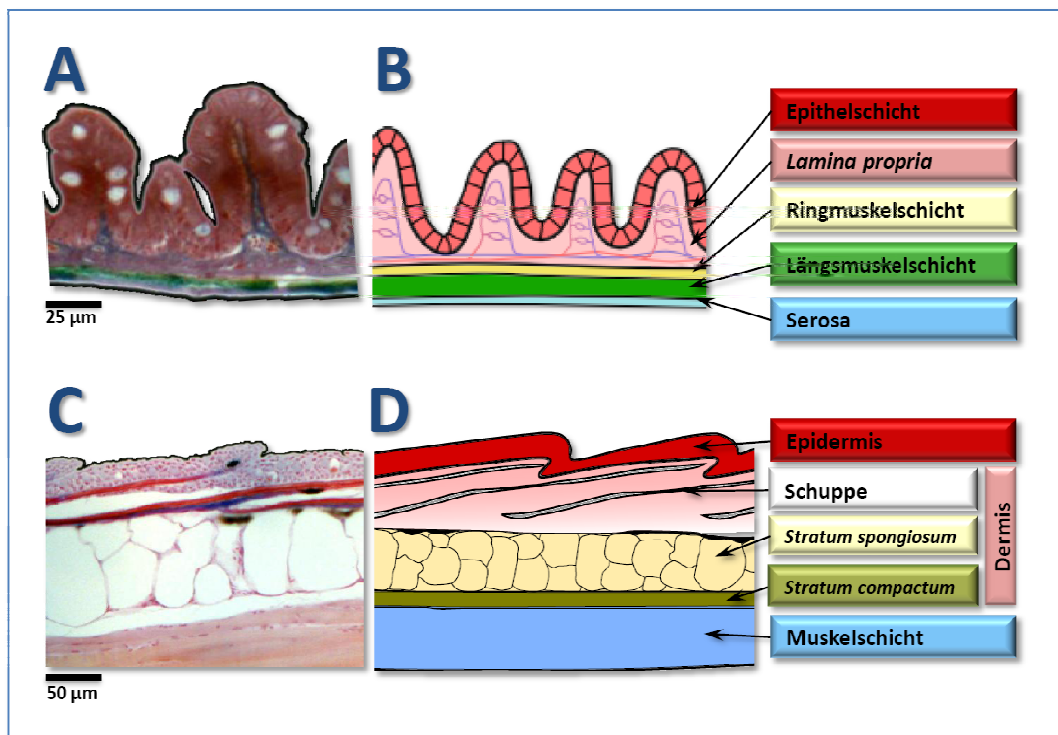 A
B
Epithelschicht
Lamina propria
Ringmuskelschicht
Längsmuskelschicht
Serosa
25 µm
C
D
Epidermis
Schuppe
Stratum spongiosum
Stratum compactum
Dermis
Muskelschicht
50 µm